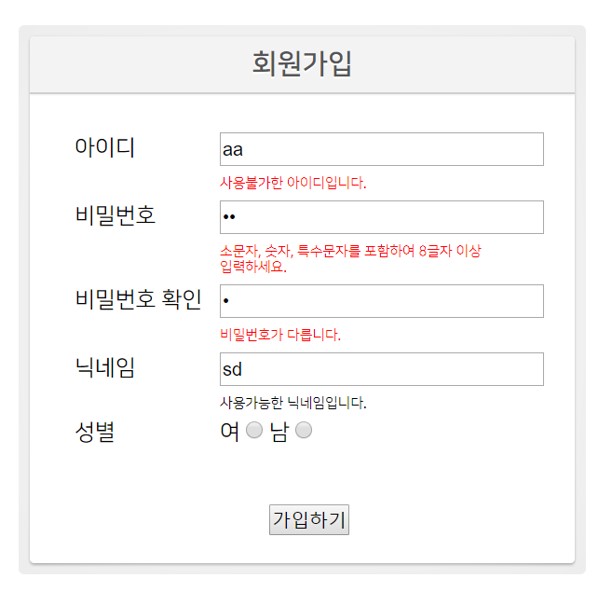 회원가입
아이디 aa
사용불가한 아이디입니다.
비밀번호 ••
소문자, 숫자, 특수문자를 포함하여 8글자 이상
입력하세요.
비밀번호 확인 •
비밀번호가 다릅니다.
닉네임 sd
사용가능한 닉네임입니다.
성별 여 남
가입하기